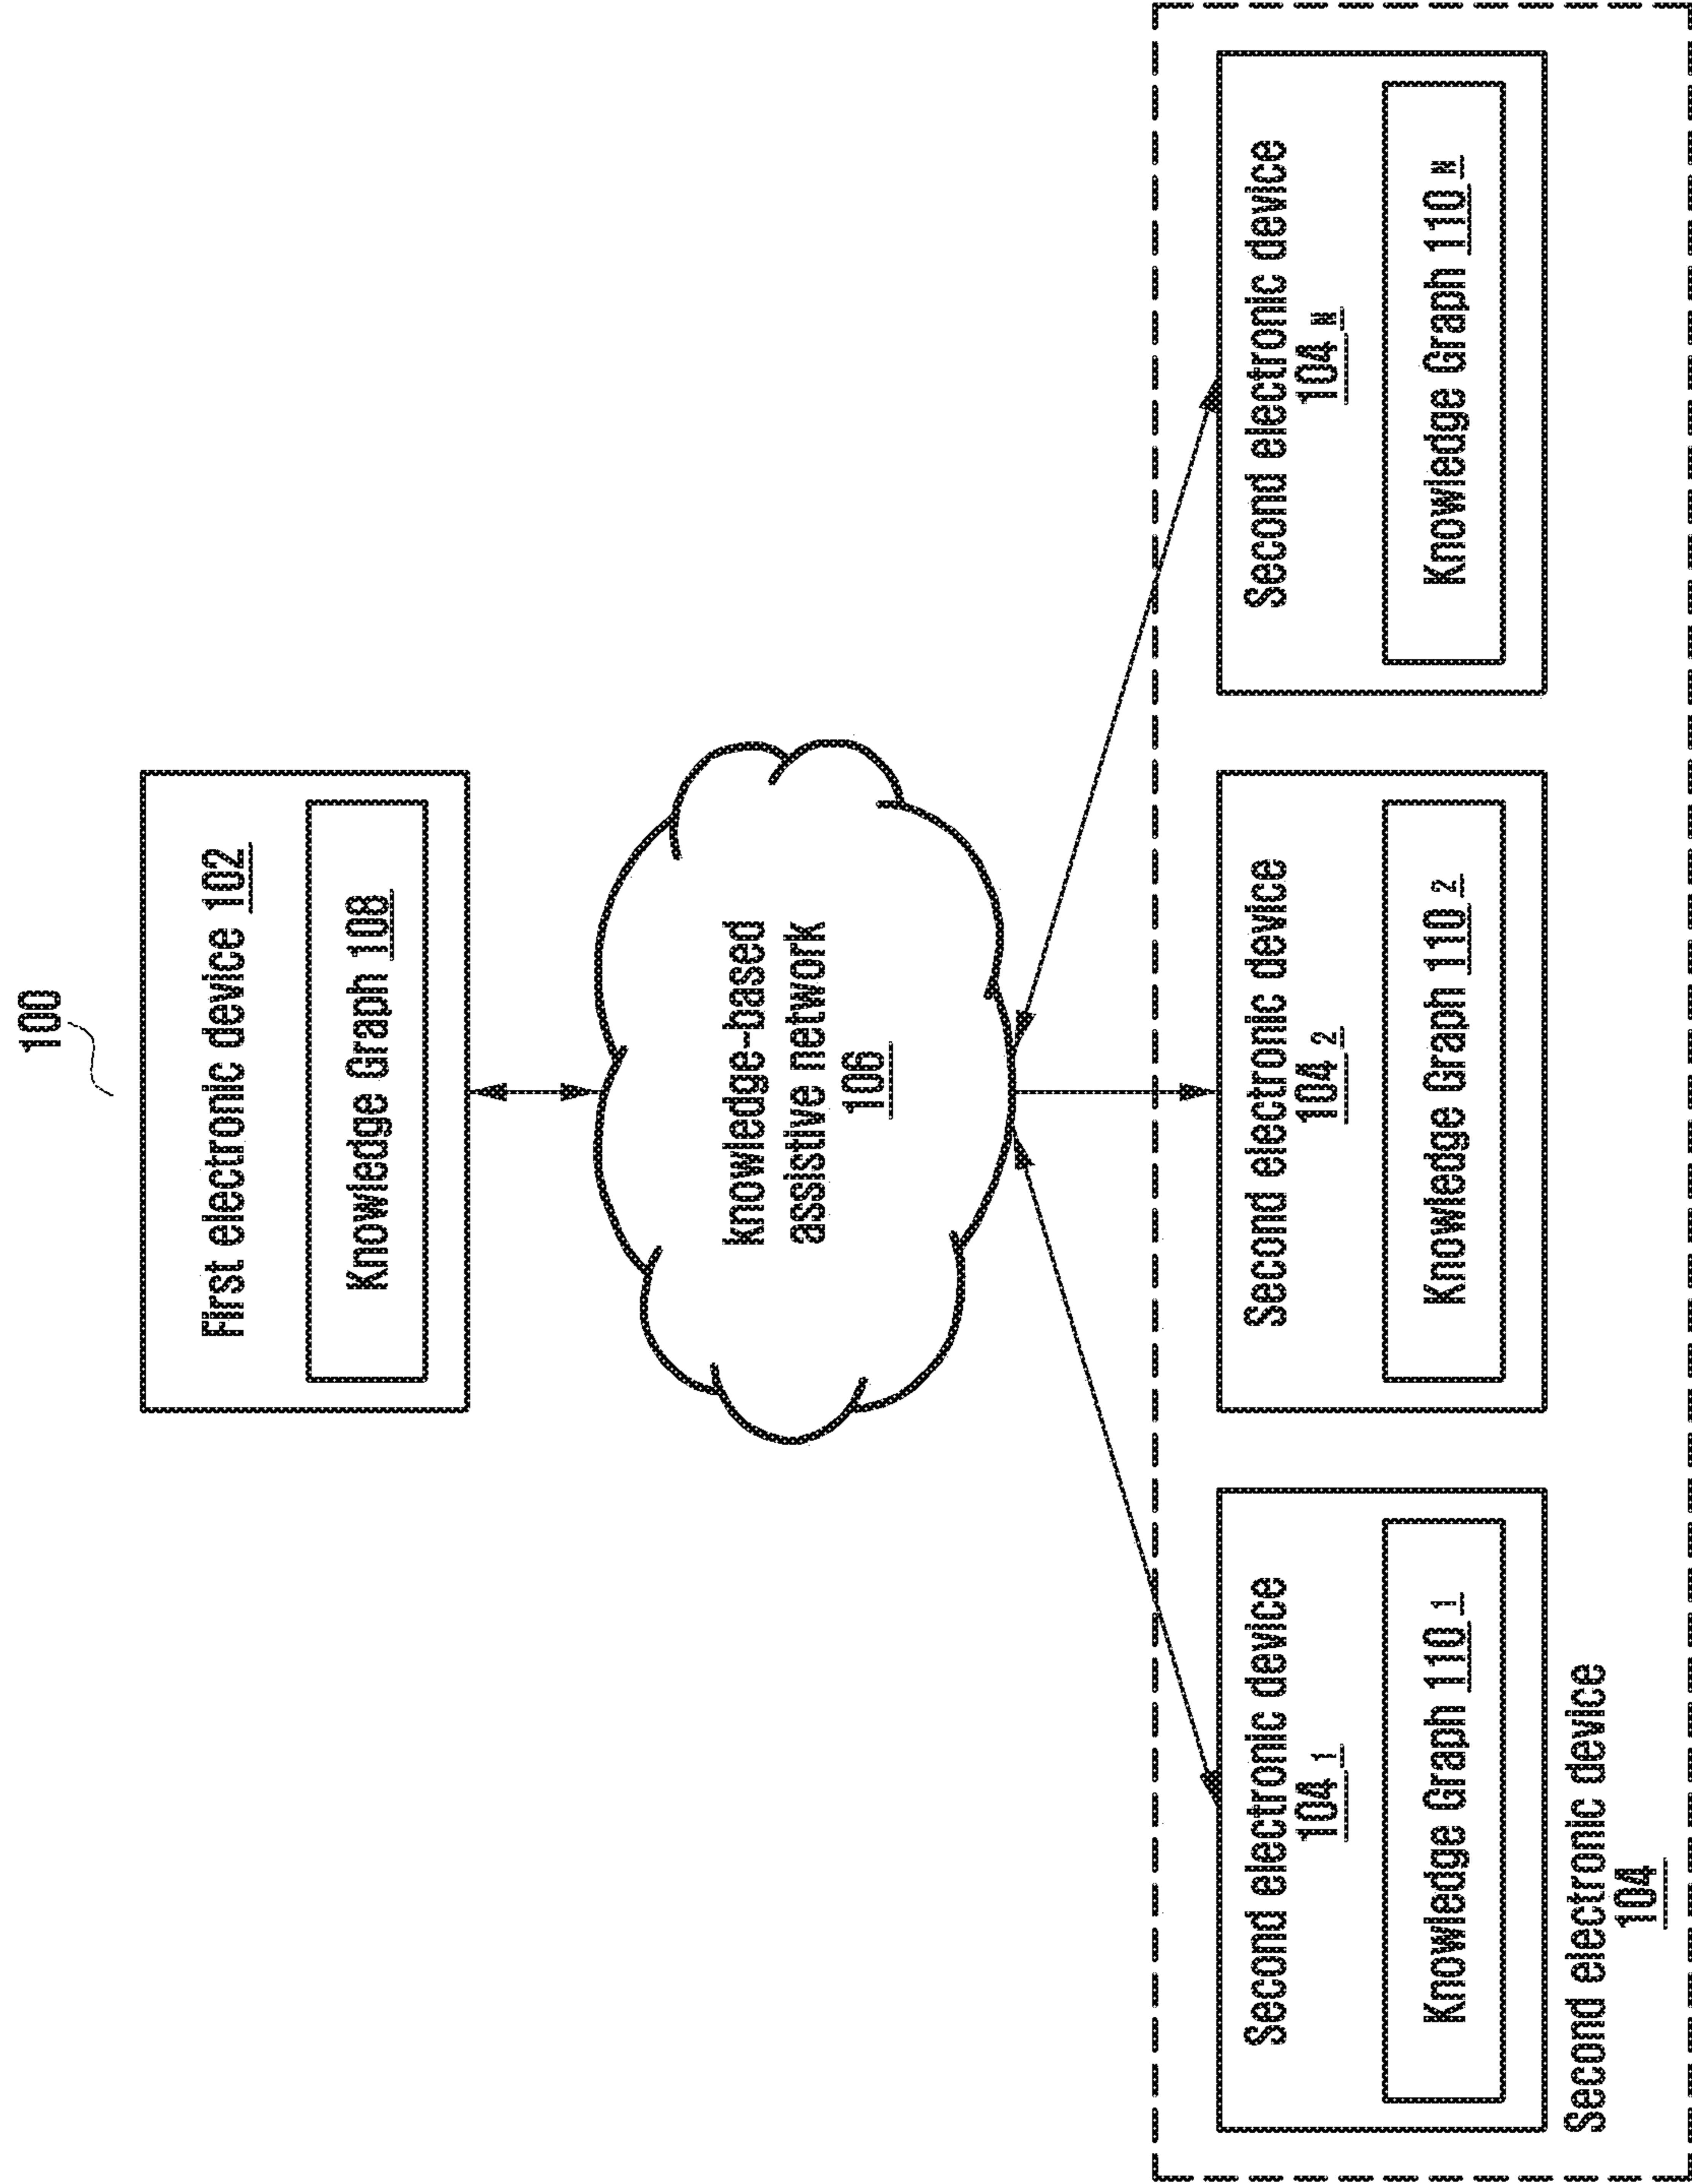 100
First electronic device 102
Knowledge Graph 108
knowledge-based
assistive network
106
Second electronic device
104 1
Knowledge Graph 110 1
Second electronic device
104 2
Knowledge Graph 110 2
Second electronic device
104 N
Knowledge Graph 110 N
Second electronic device
104